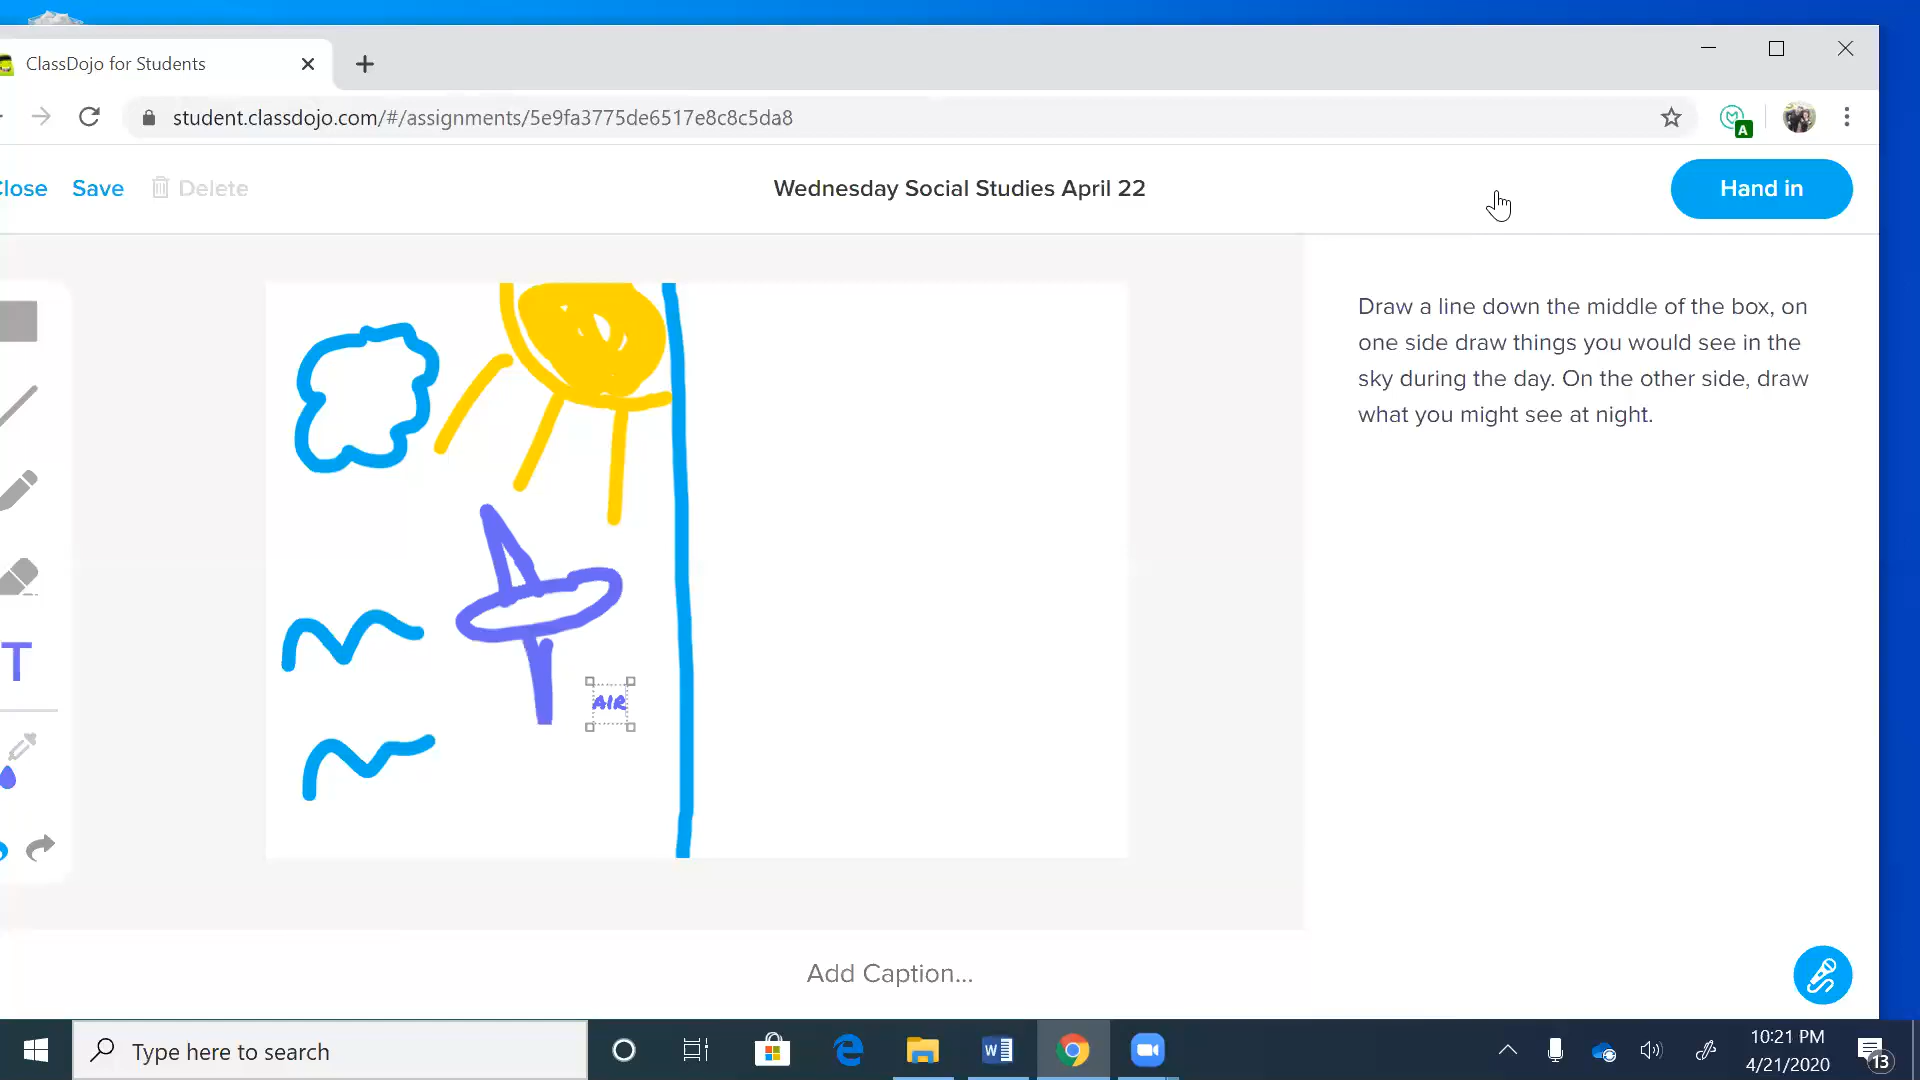 ClassDojo for Students
student.classdojo.com/#/assignments/5e9fa3775de6517e8c8c5da8
A
Close Save Delete
Wednesday Social Studies April 22
Hand in
Draw a line down the middle of the box, on
one side draw things you would see in the
sky during the day. On the other side, draw
what you might see at night.
T
AIR
Add Caption...
Type here to search
W
10:21 PM
4/21/2020
13